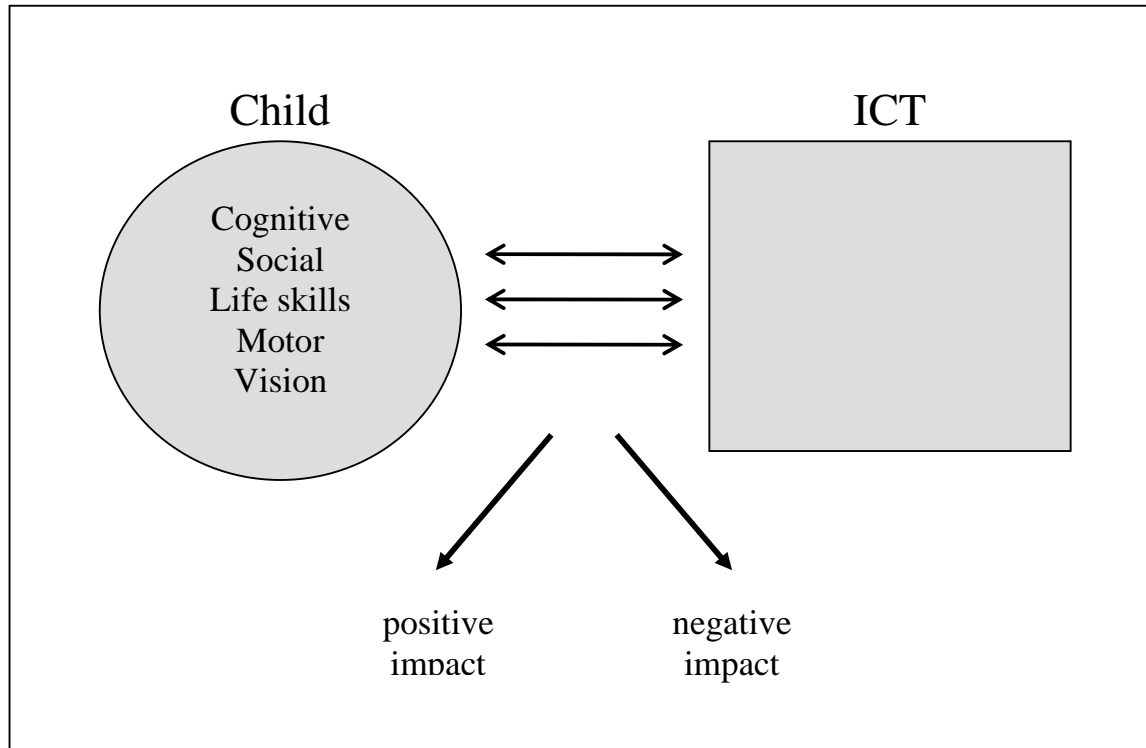 Child
ICT
Cognitive
Social
Life skills
Motor
Vision
positive
impact
negative
impact